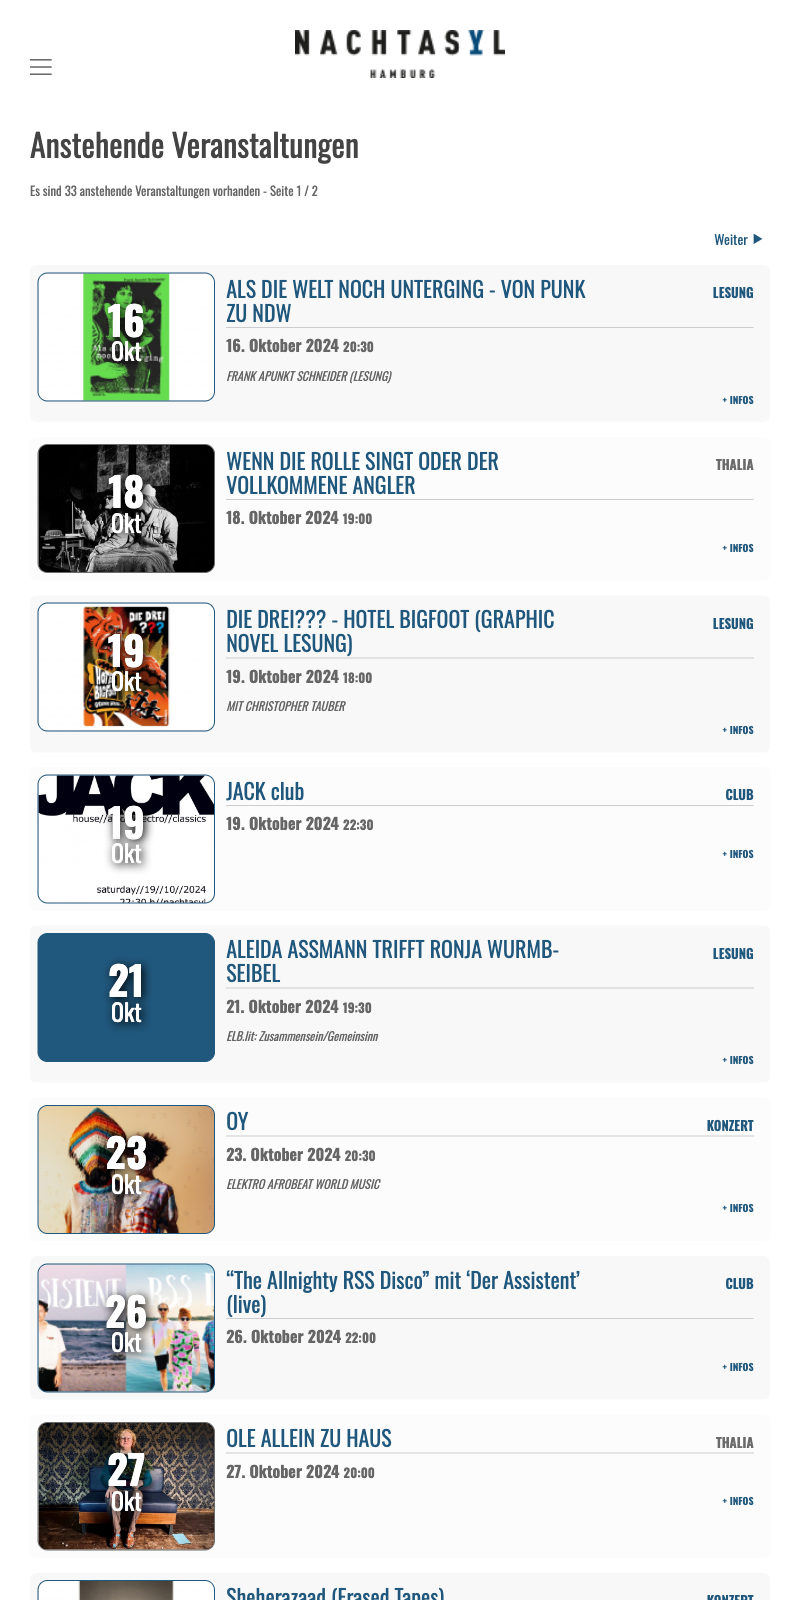 NACHTASYL
HAMBURG
Anstehende Veranstaltungen
Es sind 33 anstehende Veranstaltungen vorhanden - Seite 1 / 2
Weiter ▶
16
Okt
ALS DIE WELT NOCH UNTERGING - VON PUNK
ZU NDW
LESUNG
16. Oktober 2024 20:30
FRANK APUNKT SCHNEIDER (LESUNG)
+ INFOS
18
Okt
WENN DIE ROLLE SINGT ODER DER
VOLLKOMMENE ANGLER
THALIA
18. Oktober 2024 19:00
+ INFOS
DIE DREI
???
19
Okt
DIE DREI??? - HOTEL BIGFOOT (GRAPHIC
NOVEL LESUNG)
LESUNG
19. Oktober 2024 18:00
MIT CHRISTOPHER TAUBER
+ INFOS
JACK
19
Okt
saturday//19//10//2024
22:30 h//nachtasyl
JACK club
CLUB
19. Oktober 2024 22:30
+ INFOS
21
Okt
ALEIDA ASSMANN TRIFFT RONJA WURMB-
SEIBEL
LESUNG
21. Oktober 2024 19:30
ELB.lit: Zusammensein/Gemeinsinn
+ INFOS
23
Okt
OY
KONZERT
23. Oktober 2024 20:30
ELEKTRO AFROBEAT WORLD MUSIC
+ INFOS
26
Okt
“The Allnighty RSS Disco” mit ‘Der Assistent’
(live)
CLUB
26. Oktober 2024 22:00
+ INFOS
27
Okt
OLE ALLEIN ZU HAUS
THALIA
27. Oktober 2024 20:00
+ INFOS
Sheherazaad (Erased Tapes)
KONZERT